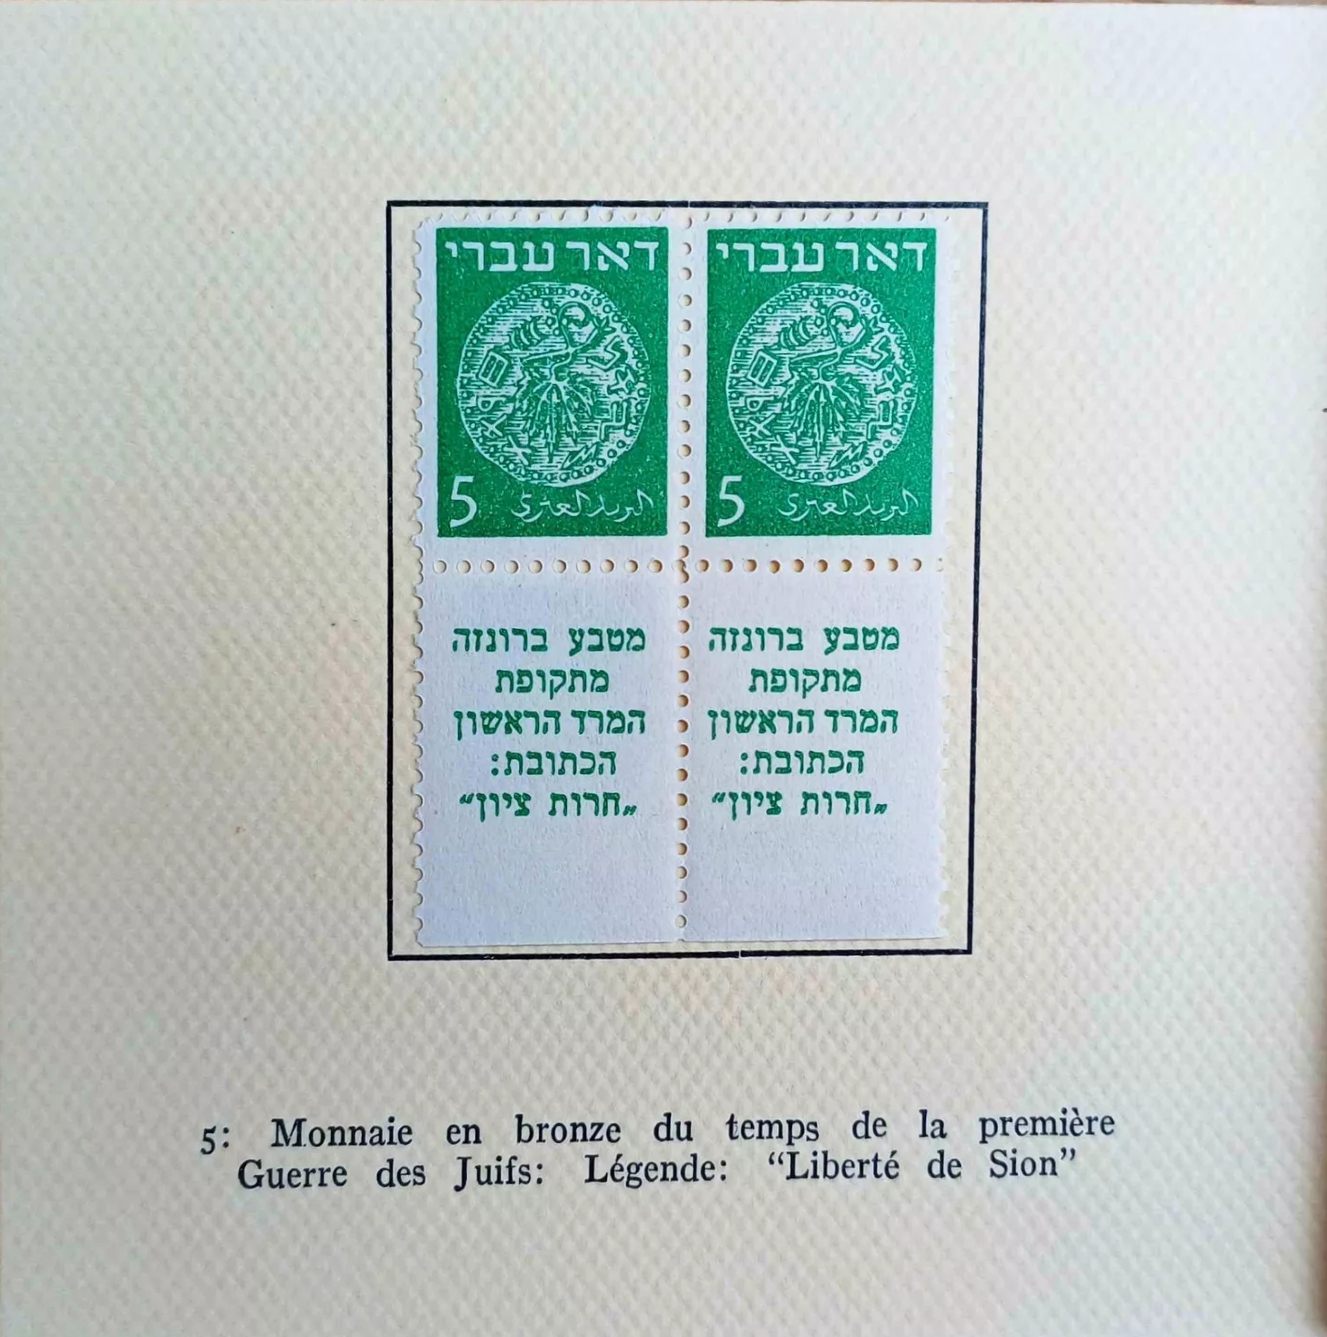 דאר עברי
5 البريد العبري
דאר עברי
5 البريد العبري
מטבע ברונזה
מתקופת
המרד הראשון
הכתובת:
„חרות ציון”
מטבע ברונזה
מתקופת
המרד הראשון
הכתובת:
„חרות ציון”
5: Monnaie en bronze du temps de la première
Guerre des Juifs: Légende: “Liberté de Sion”